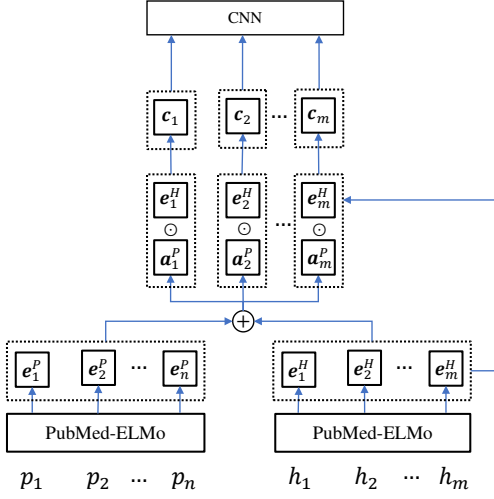 CNN
c₁ c₂ ... cₘ
e₁ᴴ e₂ᴴ ... eₘᴴ
⊙ ⊙ ⊙
a₁ᴾ a₂ᴾ aₘᴾ
+
e₁ᴾ e₂ᴾ ... eₙᴾ e₁ᴴ e₂ᴴ ... eₘᴴ
PubMed-ELMo PubMed-ELMo
p₁ p₂ ... pₙ h₁ h₂ ... hₘ